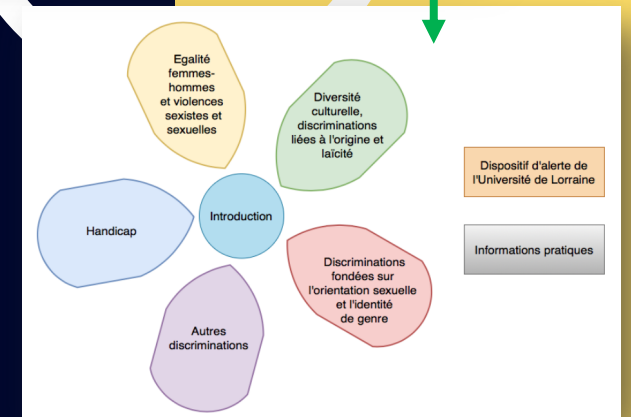 Egalité
femmes-
hommes
et violences
sexistes et
sexuelles
Diversité
culturelle,
discriminations
liées à l'origine et
laïcité
Dispositif d'alerte de
l'Université de Lorraine
Handicap
Introduction
Informations pratiques
Discriminations
fondées sur
l'orientation sexuelle
et l'identité
de genre
Autres
discriminations